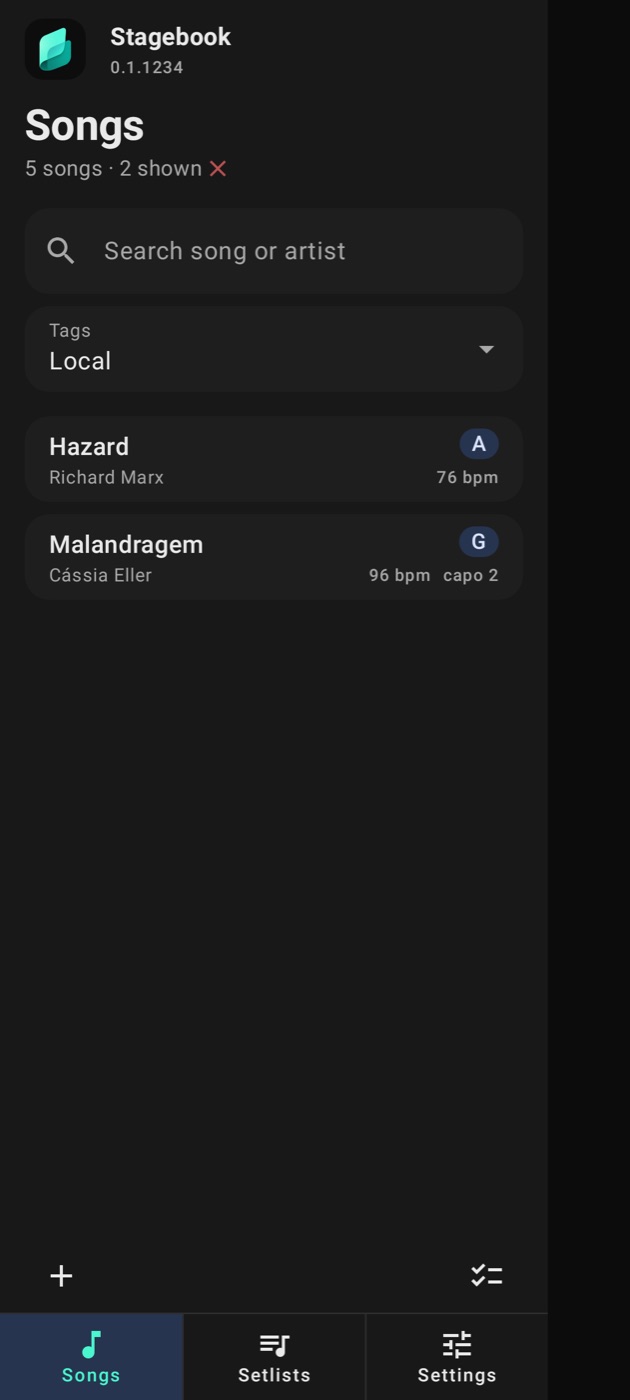 Stagebook
0.1.1234
Songs
5 songs · 2 shown
Search song or artist
Tags
Local
Hazard
A
Richard Marx
76 bpm
Malandragem
G
Cássia Eller
96 bpm capo 2
Songs
Setlists
Settings